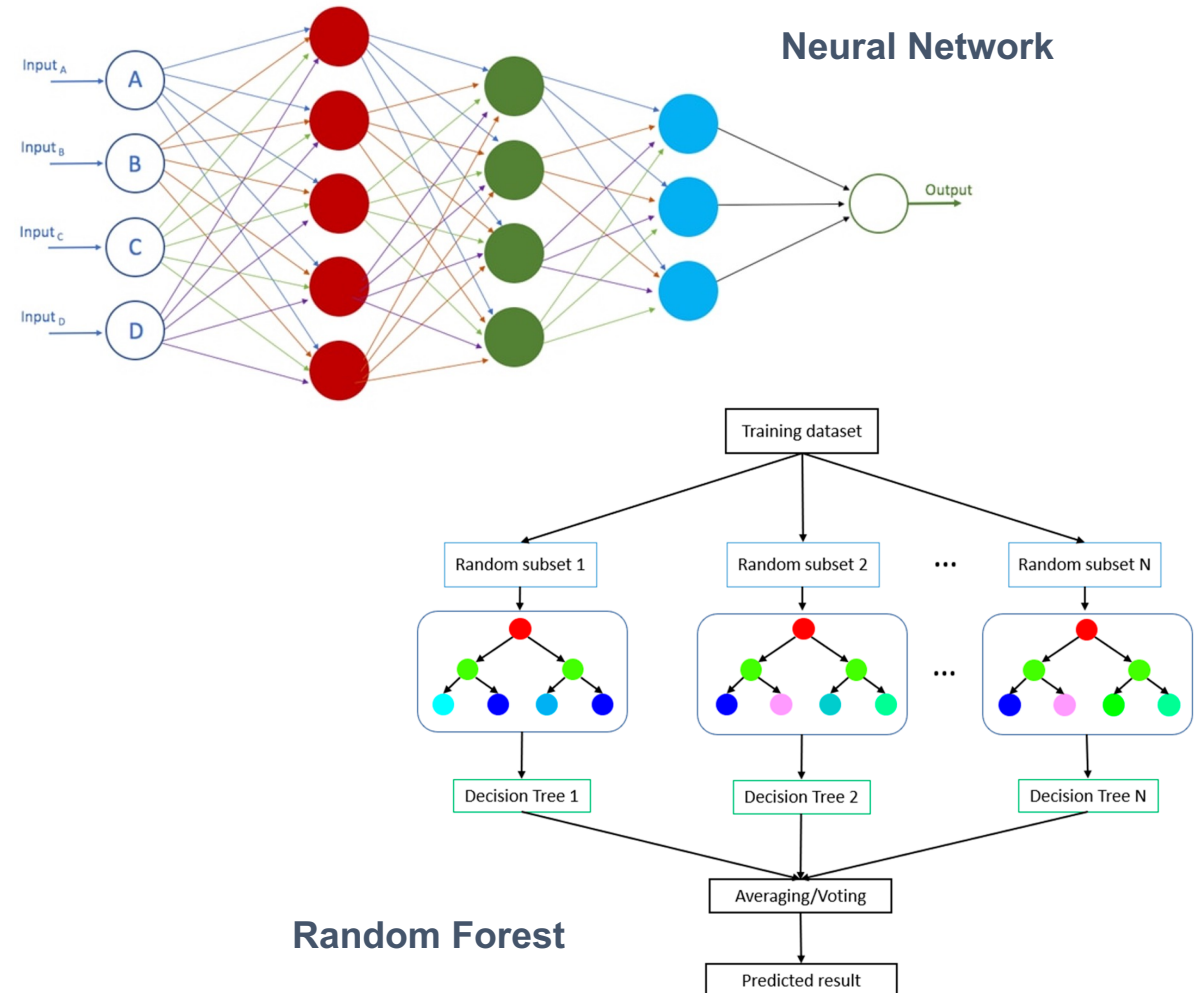 Neural Network
Input A
A
Input B
B
Input C
C
Input D
D
Output
Training dataset
Random subset 1
Random subset 2
...
Random subset N
...
Decision Tree 1
Decision Tree 2
Decision Tree N
Averaging/Voting
Random Forest
Predicted result